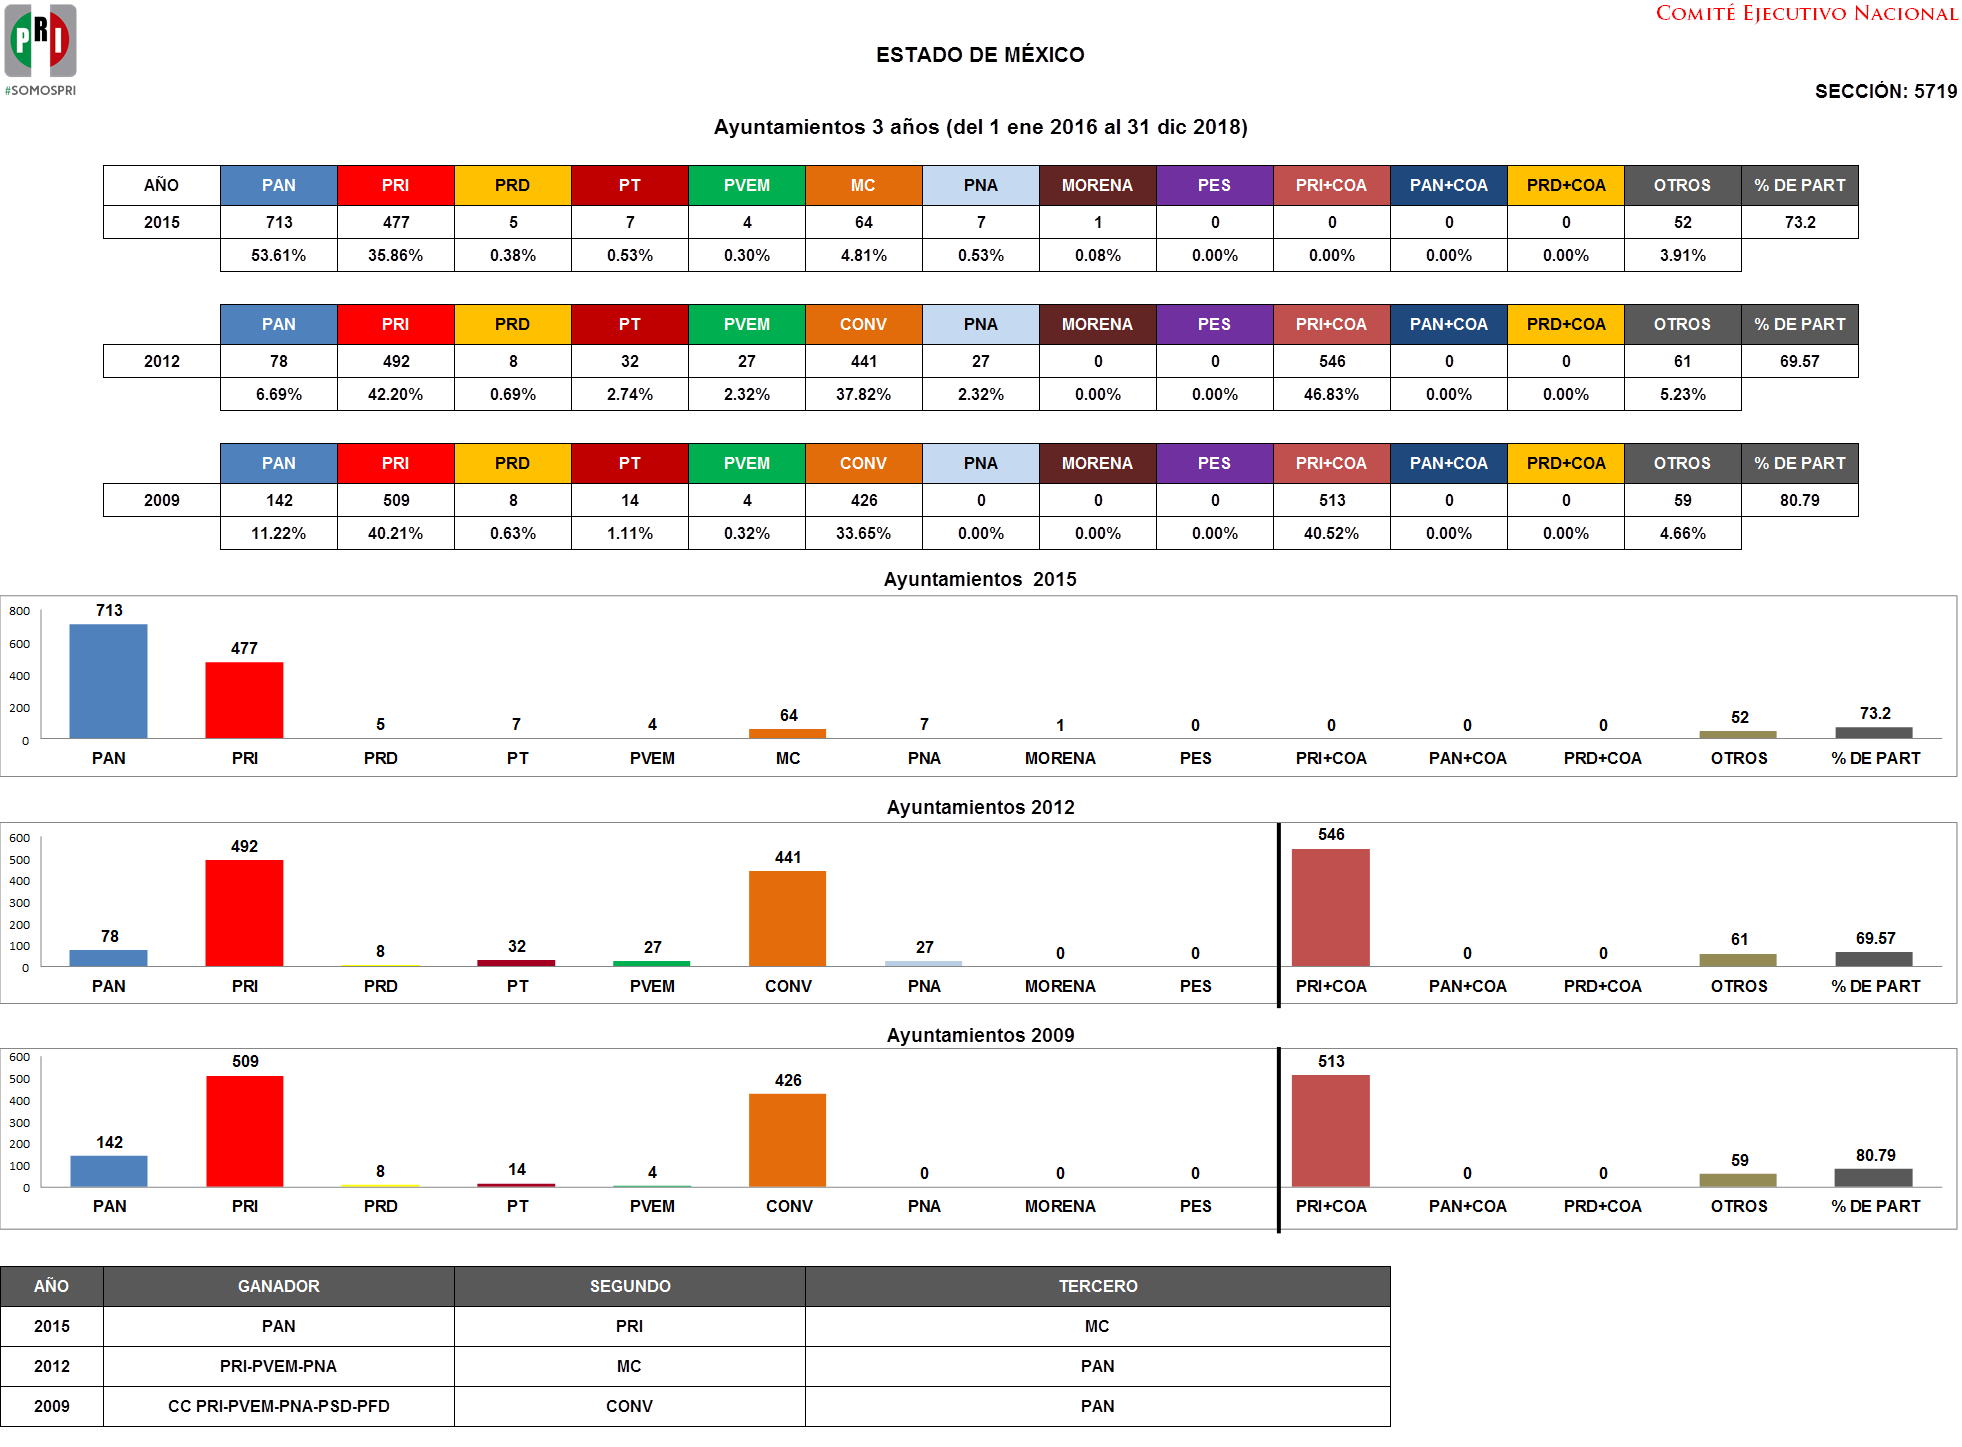 PRI
#SOMOSPRI
COMITÉ EJECUTIVO NACIONAL
ESTADO DE MÉXICO
SECCIÓN: 5719
Ayuntamientos 3 años (del 1 ene 2016 al 31 dic 2018)
AÑO PAN PRI PRD PT PVEM MC PNA MORENA PES PRI+COA PAN+COA PRD+COA OTROS % DE PART
2015 713 477 5 7 4 64 7 1 0 0 0 0 52 73.2
53.61% 35.86% 0.38% 0.53% 0.30% 4.81% 0.53% 0.08% 0.00% 0.00% 0.00% 0.00% 3.91%
PAN PRI PRD PT PVEM CONV PNA MORENA PES PRI+COA PAN+COA PRD+COA OTROS % DE PART
2012 78 492 8 32 27 441 27 0 0 546 0 0 61 69.57
6.69% 42.20% 0.69% 2.74% 2.32% 37.82% 2.32% 0.00% 0.00% 46.83% 0.00% 0.00% 5.23%
PAN PRI PRD PT PVEM CONV PNA MORENA PES PRI+COA PAN+COA PRD+COA OTROS % DE PART
2009 142 509 8 14 4 426 0 0 0 513 0 0 59 80.79
11.22% 40.21% 0.63% 1.11% 0.32% 33.65% 0.00% 0.00% 0.00% 40.52% 0.00% 0.00% 4.66%
Ayuntamientos 2015
800
600
400
200
0
713 477 5 7 4 64 7 1 0 0 0 0 52 73.2
PAN PRI PRD PT PVEM MC PNA MORENA PES PRI+COA PAN+COA PRD+COA OTROS % DE PART
Ayuntamientos 2012
600
500
400
300
200
100
0
78 492 8 32 27 441 27 0 0 546 0 0 61 69.57
PAN PRI PRD PT PVEM CONV PNA MORENA PES PRI+COA PAN+COA PRD+COA OTROS % DE PART
Ayuntamientos 2009
600
500
400
300
200
100
0
142 509 8 14 4 426 0 0 0 513 0 0 59 80.79
PAN PRI PRD PT PVEM CONV PNA MORENA PES PRI+COA PAN+COA PRD+COA OTROS % DE PART
AÑO GANADOR SEGUNDO TERCERO
2015 PAN PRI MC
2012 PRI-PVEM-PNA MC PAN
2009 CC PRI-PVEM-PNA-PSD-PFD CONV PAN